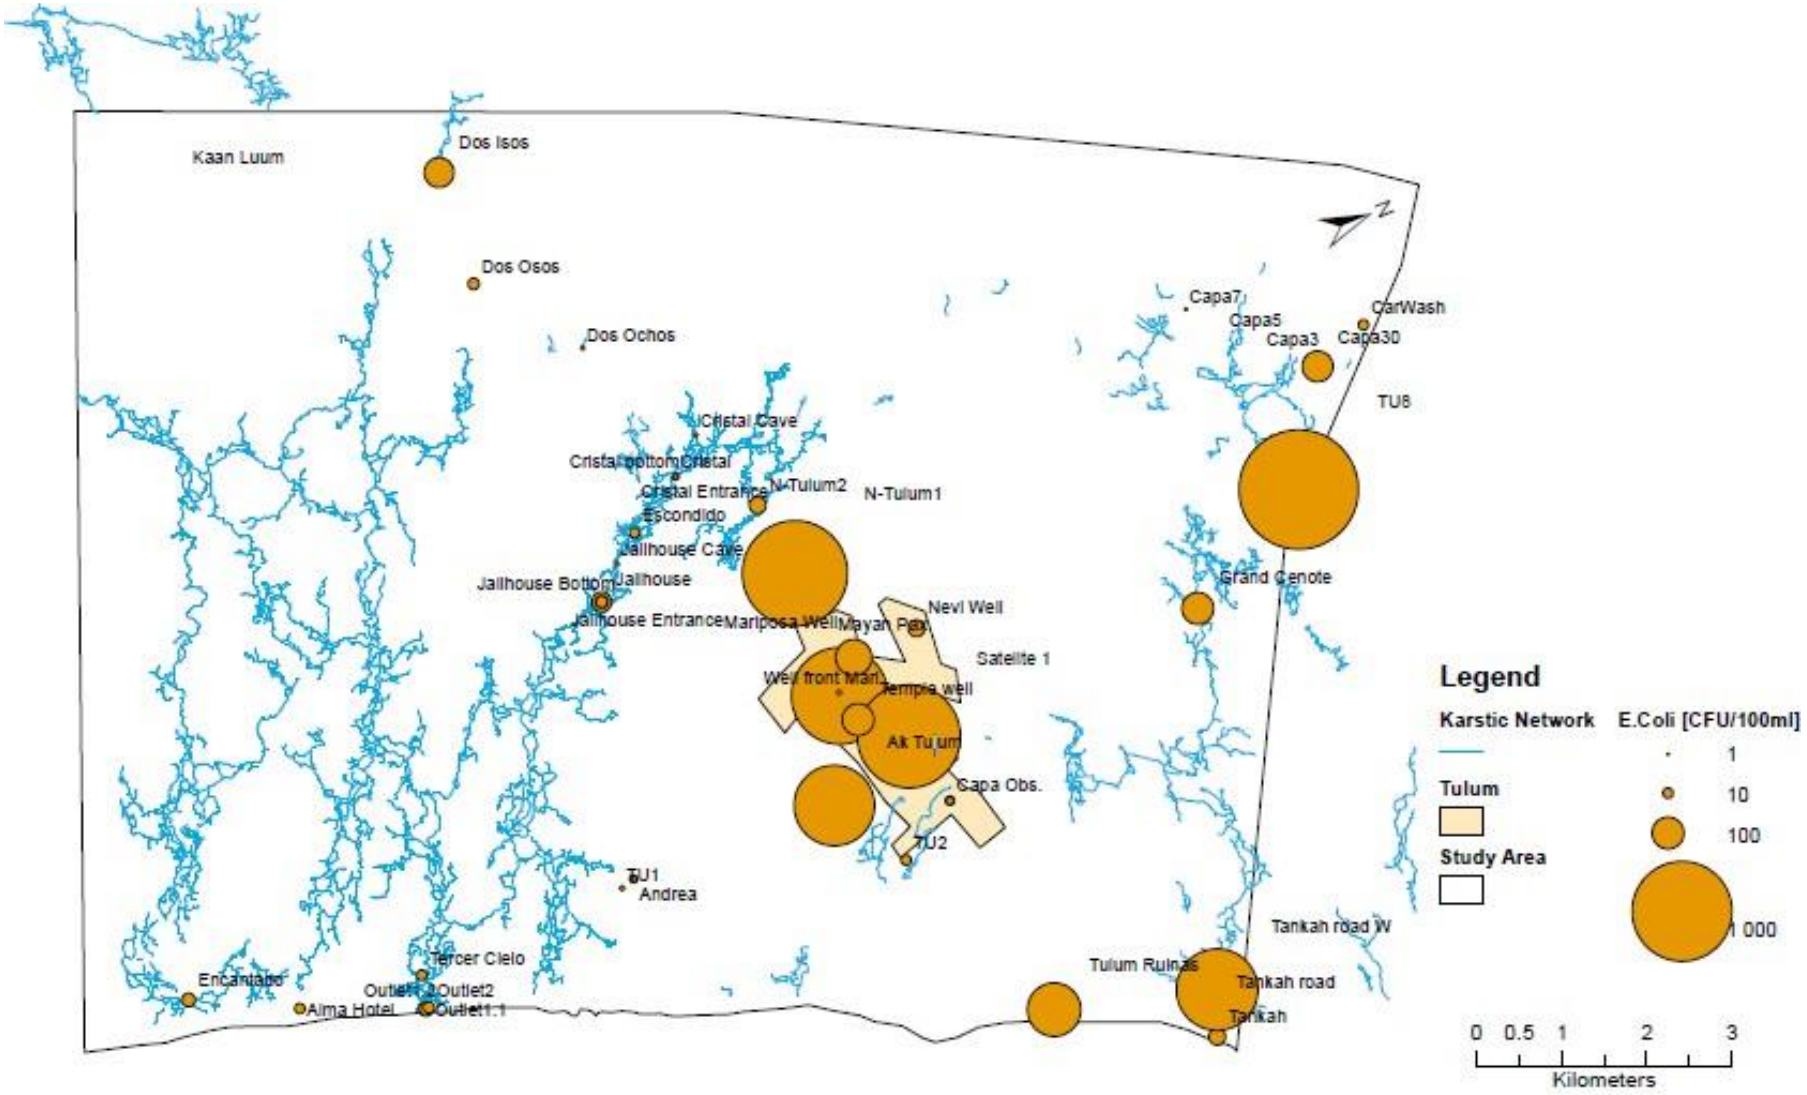 Dos Isos
Kaan Luum
N
Dos Osos
Capa7
CarWash
Capa5
Dos Ochos
Capa3
Capa30
TU8
Cristal Cave
Cristal bottom
Cristal
Cristal Entrance
N-Tulum2
N-Tulum1
Escondido
Jailhouse Cave
Jailhouse Bottom
Jailhouse
Grand Cenote
Nevi Well
Jailhouse Entrance
Mariposa Well
Mayan Pax
Satelite 1
Well front Mari.
Temple well
Ak Tulum
Capa Obs.
TU2
TU1
Andrea
Tankah road W
Tercer Cielo
Tulum Ruinas
Encantado
Tankah road
Outlet2
Alma Hotel
Outlet1.1
Tankah
Legend
Karstic Network
E.Coli [CFU/100ml]
1
Tulum
10
100
Study Area
1 000
0 0.5 1 2 3
Kilometers